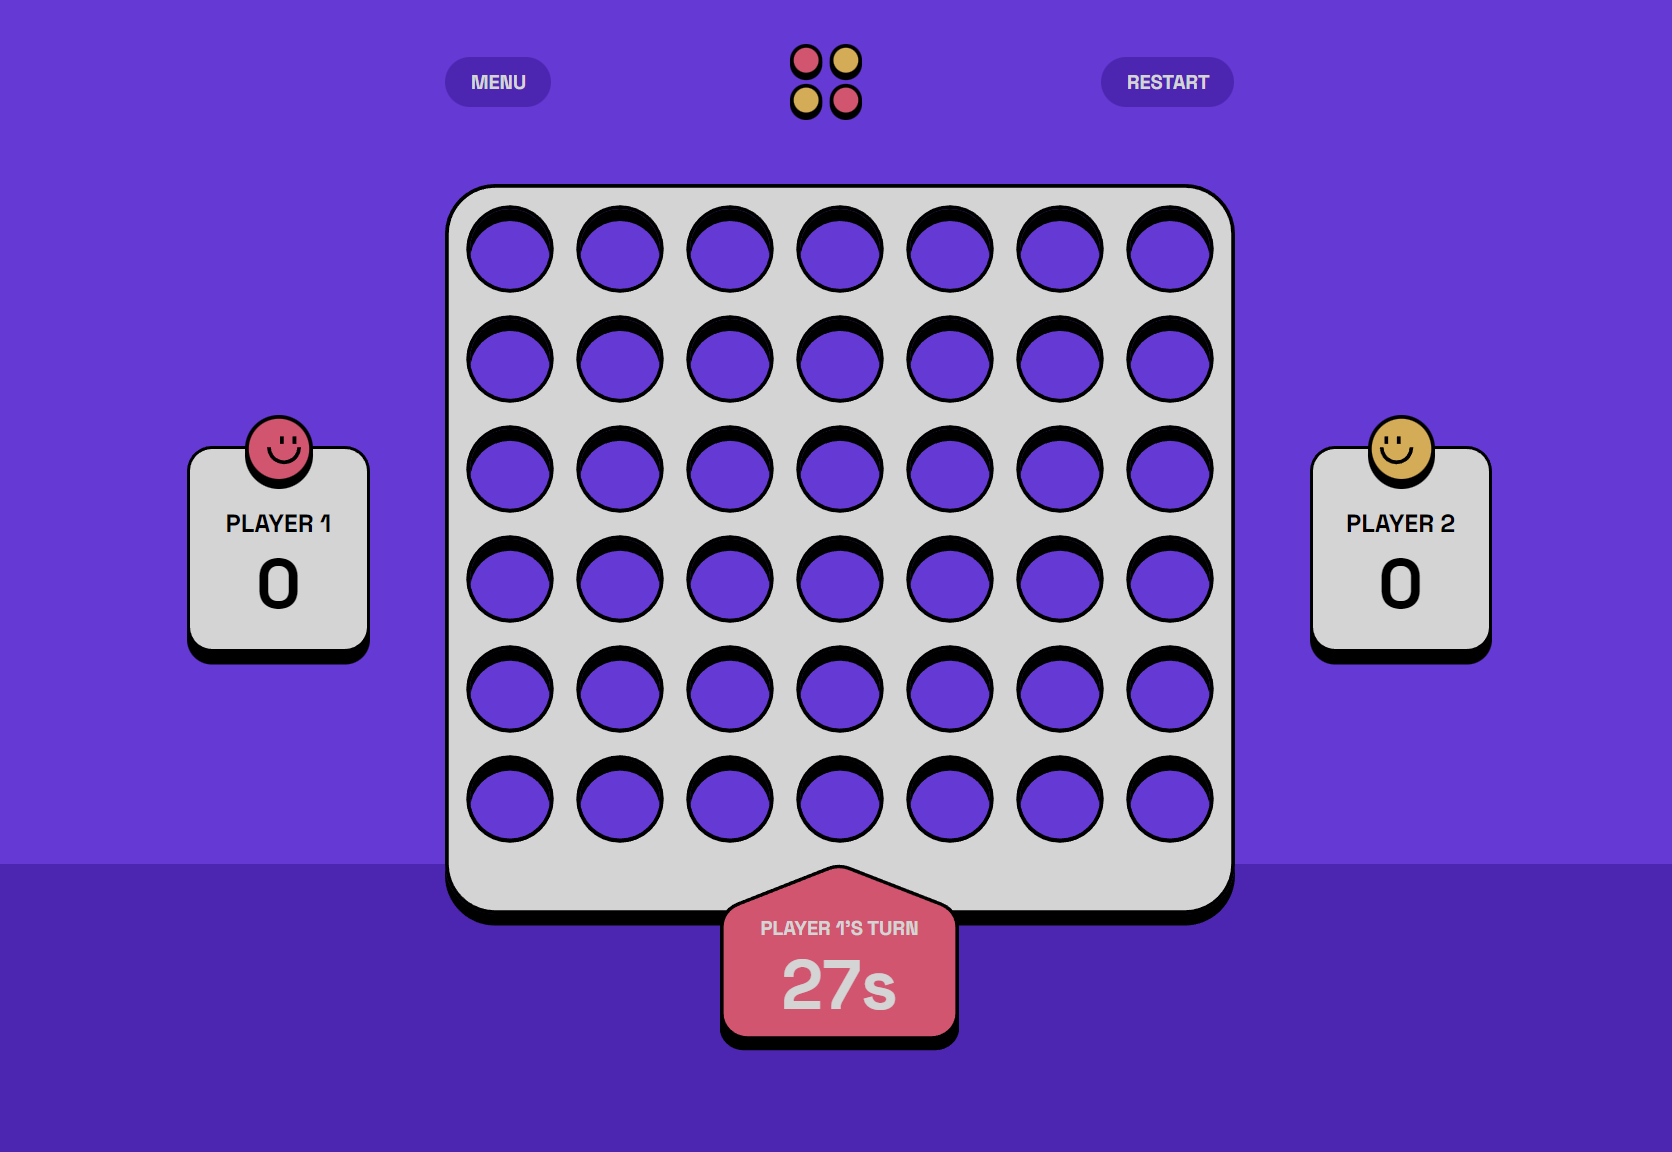 MENU
RESTART
PLAYER 1
0
PLAYER 2
0
PLAYER 1'S TURN
27s